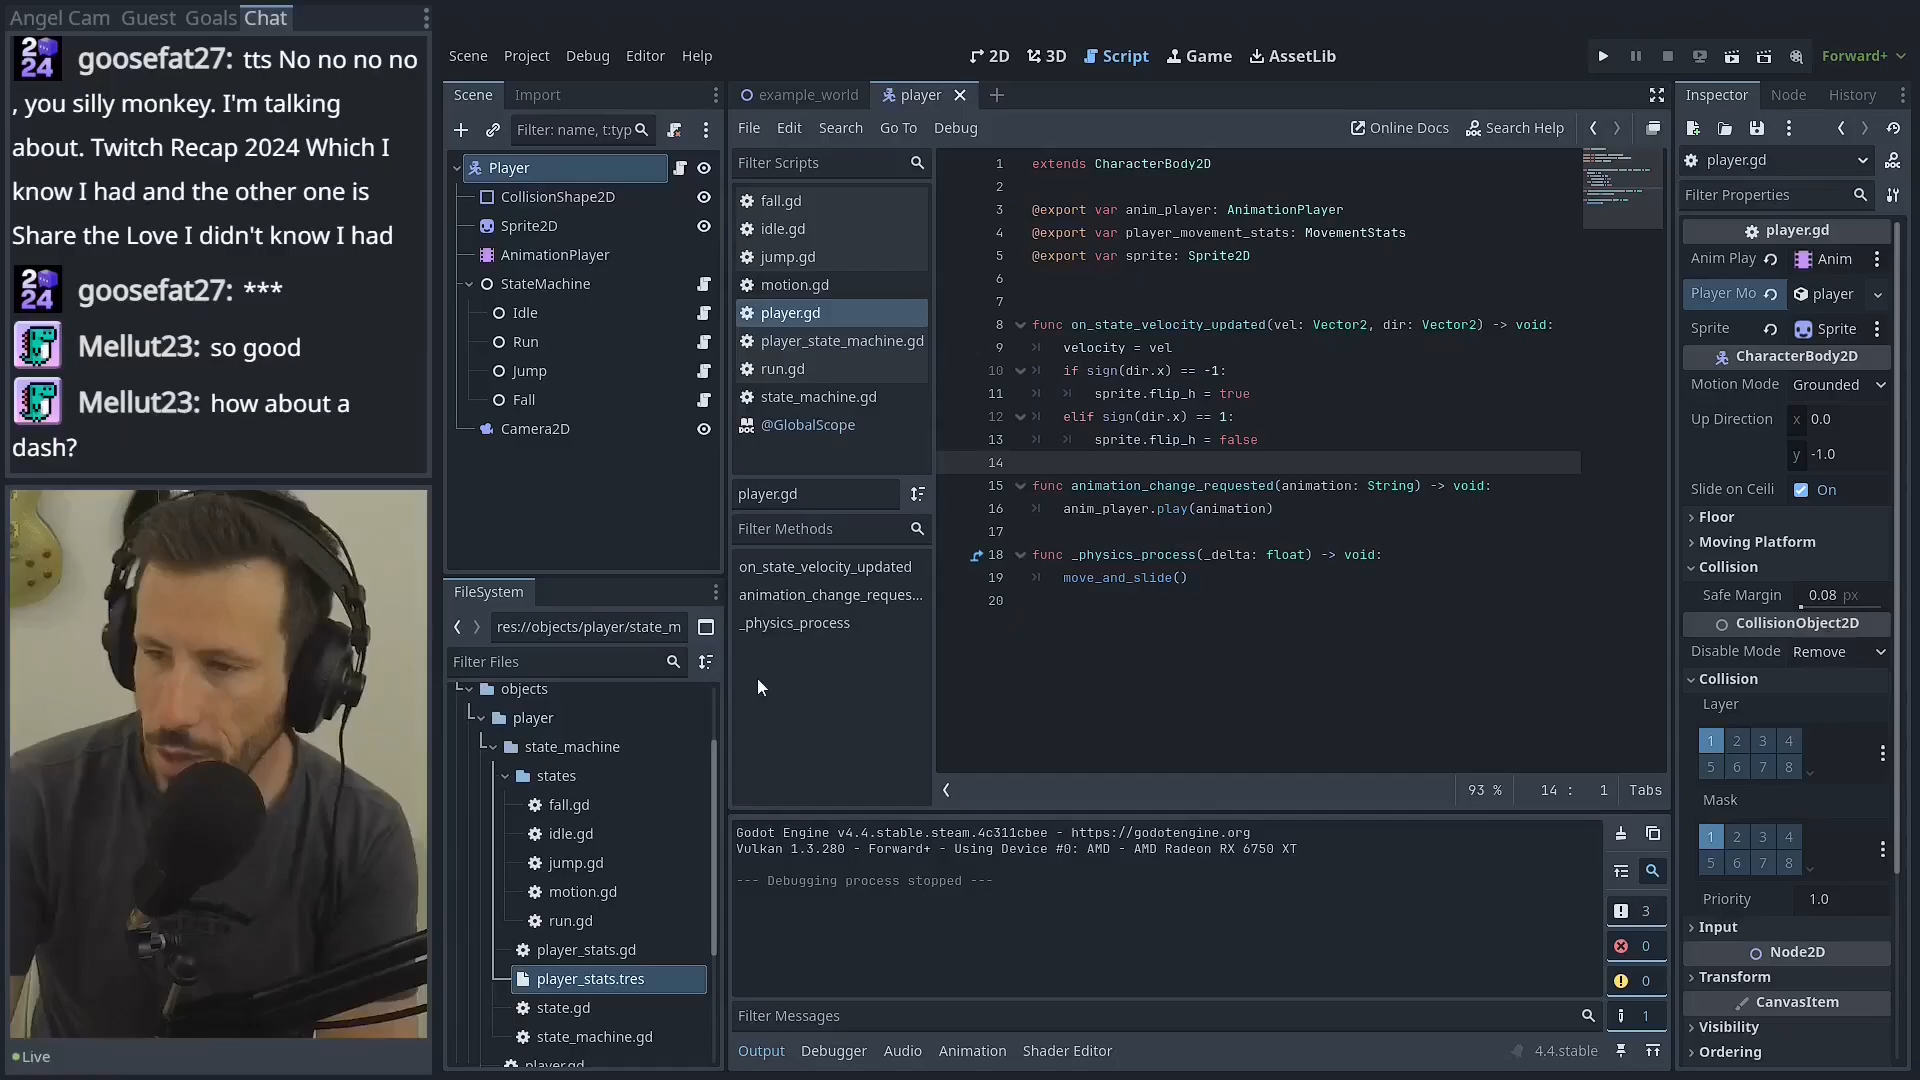 Angel Cam Guest Goals Chat
goosefat27: tts No no no no
, you silly monkey. I'm talking
about. Twitch Recap 2024 Which I
know I had and the other one is
Share the Love I didn't know I had
goosefat27: ***
Mellut23: so good
Mellut23: how about a
dash?
Live
Scene Project Debug Editor Help
2D 3D Script Game AssetLib
Forward+
Scene Import
Filter: name, t:typ
Player
CollisionShape2D
Sprite2D
AnimationPlayer
StateMachine
Idle
Run
Jump
Fall
Camera2D
FileSystem
res://objects/player/state_m
Filter Files
objects
player
state_machine
states
fall.gd
idle.gd
jump.gd
motion.gd
run.gd
player_stats.gd
player_stats.tres
state.gd
state_machine.gd
player.gd
example_world player
File Edit Search Go To Debug
Online Docs Search Help
Filter Scripts
fall.gd
idle.gd
jump.gd
motion.gd
player.gd
player_state_machine.gd
run.gd
state_machine.gd
@GlobalScope
player.gd
Filter Methods
on_state_velocity_updated
animation_change_reques...
_physics_process
1 extends CharacterBody2D
2
3 @export var anim_player: AnimationPlayer
4 @export var player_movement_stats: MovementStats
5 @export var sprite: Sprite2D
6
7
8 func on_state_velocity_updated(vel: Vector2, dir: Vector2) -> void:
9 velocity = vel
10 if sign(dir.x) == -1:
11 sprite.flip_h = true
12 elif sign(dir.x) == 1:
13 sprite.flip_h = false
14
15 func animation_change_requested(animation: String) -> void:
16 anim_player.play(animation)
17
18 func _physics_process(_delta: float) -> void:
19 move_and_slide()
20
93 % 14 : 1 Tabs
Godot Engine v4.4.stable.steam.4c311cbee - https://godotengine.org
Vulkan 1.3.280 - Forward+ - Using Device #0: AMD - AMD Radeon RX 6750 XT
--- Debugging process stopped ---
3
0
0
1
Filter Messages
Output Debugger Audio Animation Shader Editor
4.4.stable
Inspector Node History
player.gd
Filter Properties
player.gd
Anim Play Anim
Player Mo player
Sprite Sprite
CharacterBody2D
Motion Mode Grounded
Up Direction x 0.0
y -1.0
Slide on Ceili On
Floor
Moving Platform
Collision
Safe Margin 0.08 px
CollisionObject2D
Disable Mode Remove
Collision
Layer
1 2 3 4
5 6 7 8
Mask
1 2 3 4
5 6 7 8
Priority 1.0
Input
Node2D
Transform
CanvasItem
Visibility
Ordering